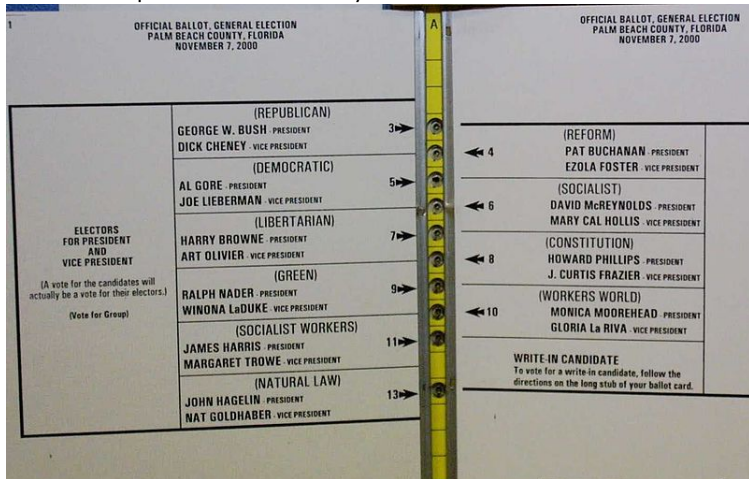 1
OFFICIAL BALLOT, GENERAL ELECTION
PALM BEACH COUNTY, FLORIDA
NOVEMBER 7, 2000
ELECTORS
FOR PRESIDENT
AND
VICE PRESIDENT
(A vote for the candidates will
actually be a vote for their electors.)
(Vote for Group)
(REPUBLICAN)
GEORGE W. BUSH - PRESIDENT 3
DICK CHENEY - VICE PRESIDENT
(DEMOCRATIC)
AL GORE - PRESIDENT 5
JOE LIEBERMAN - VICE PRESIDENT
(LIBERTARIAN)
HARRY BROWNE - PRESIDENT 7
ART OLIVIER - VICE PRESIDENT
(GREEN)
RALPH NADER - PRESIDENT 9
WINONA LaDUKE - VICE PRESIDENT
(SOCIALIST WORKERS)
JAMES HARRIS - PRESIDENT 11
MARGARET TROWE - VICE PRESIDENT
(NATURAL LAW)
JOHN HAGELIN - PRESIDENT 13
NAT GOLDHABER - VICE PRESIDENT
A
OFFICIAL BALLOT, GENERAL ELECTION
PALM BEACH COUNTY, FLORIDA
NOVEMBER 7, 2000
(REFORM)
4 PAT BUCHANAN - PRESIDENT
EZOLA FOSTER - VICE PRESIDENT
(SOCIALIST)
6 DAVID McREYNOLDS - PRESIDENT
MARY CAL HOLLIS - VICE PRESIDENT
(CONSTITUTION)
8 HOWARD PHILLIPS - PRESIDENT
J. CURTIS FRAZIER - VICE PRESIDENT
(WORKERS WORLD)
10 MONICA MOOREHEAD - PRESIDENT
GLORIA La RIVA - VICE PRESIDENT
WRITE-IN CANDIDATE
To vote for a write-in candidate, follow the
directions on the long stub of your ballot card.